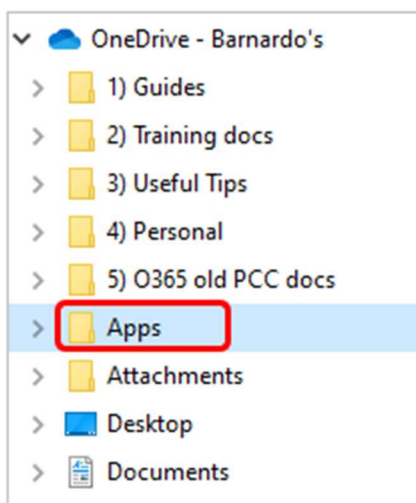 OneDrive - Barnardo's
1) Guides
2) Training docs
3) Useful Tips
4) Personal
5) O365 old PCC docs
Apps
Attachments
Desktop
Documents